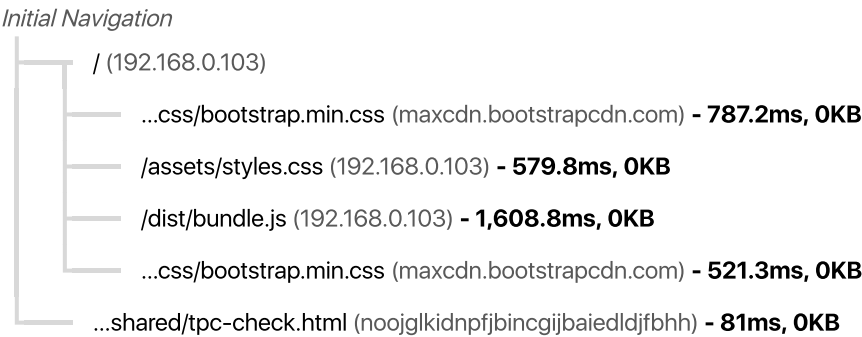 Initial Navigation
/ (192.168.0.103)
...css/bootstrap.min.css (maxcdn.bootstrapcdn.com) - 787.2ms, 0KB
/assets/styles.css (192.168.0.103) - 579.8ms, 0KB
/dist/bundle.js (192.168.0.103) - 1,608.8ms, 0KB
...css/bootstrap.min.css (maxcdn.bootstrapcdn.com) - 521.3ms, 0KB
...shared/tpc-check.html (noojglkidnpfjbincgijbaiedldjfbhh) - 81ms, 0KB